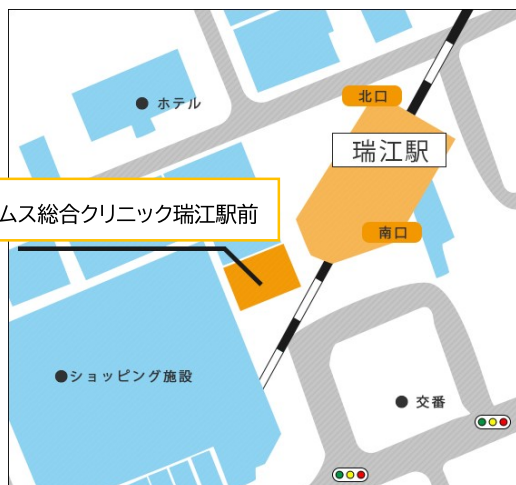 北口
ホテル
瑞江駅
ムス総合クリニック瑞江駅前
南口
ショッピング施設
交番